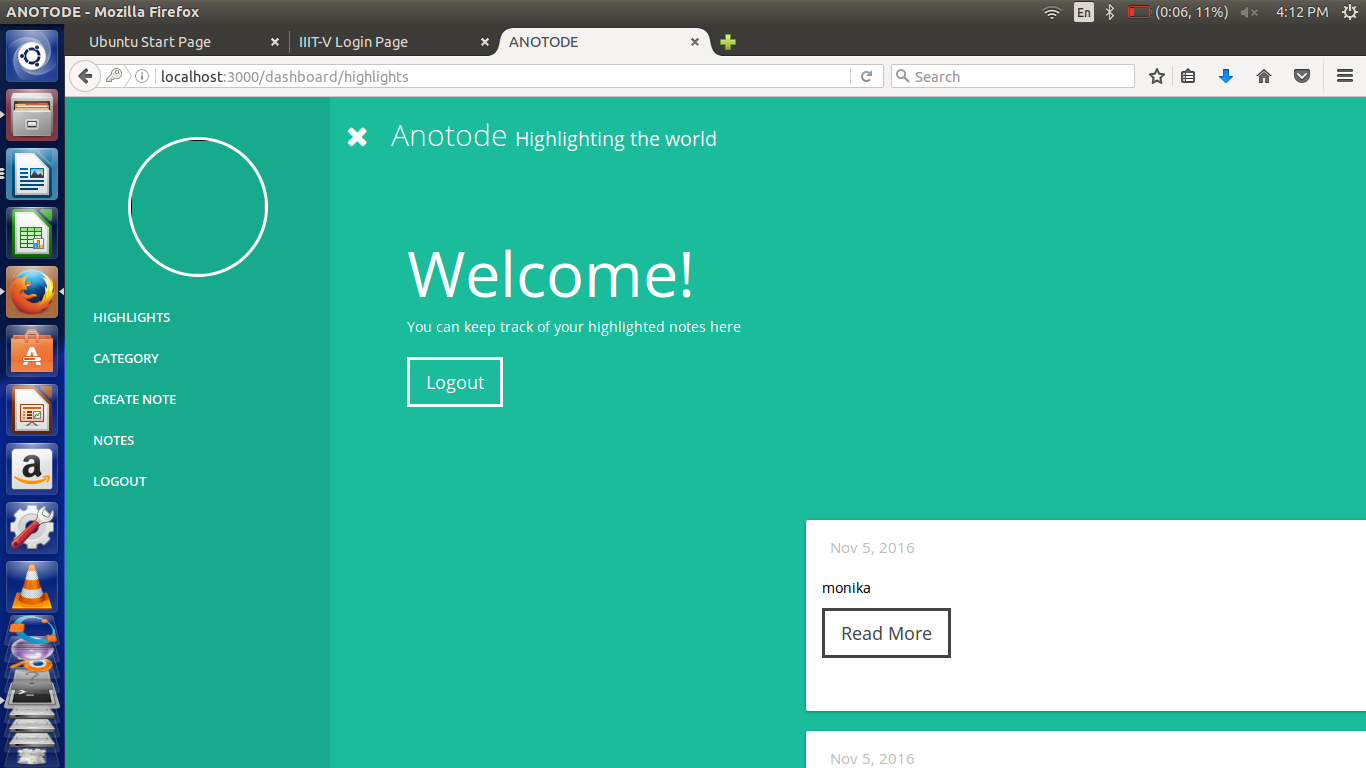 ANOTODE - Mozilla Firefox
En
(0:06, 11%)
4:12 PM
Ubuntu Start Page
IIIT-V Login Page
ANOTODE
localhost:3000/dashboard/highlights
Search
Anotode Highlighting the world
HIGHLIGHTS
CATEGORY
CREATE NOTE
NOTES
LOGOUT
Welcome!
You can keep track of your highlighted notes here
Logout
Nov 5, 2016
monika
Read More
Nov 5, 2016